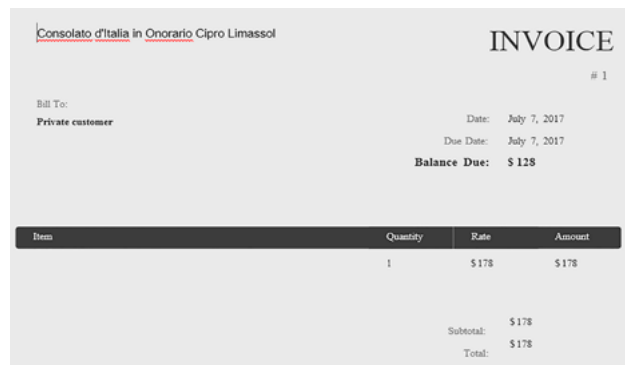 Consolato d'Italia in Onorario Cipro Limassol
INVOICE
# 1
Bill To:
Private customer
Date: July 7, 2017
Due Date: July 7, 2017
Balance Due: $ 128
Item Quantity Rate Amount
1 $ 178 $ 178
Subtotal: $ 178
Total: $ 178